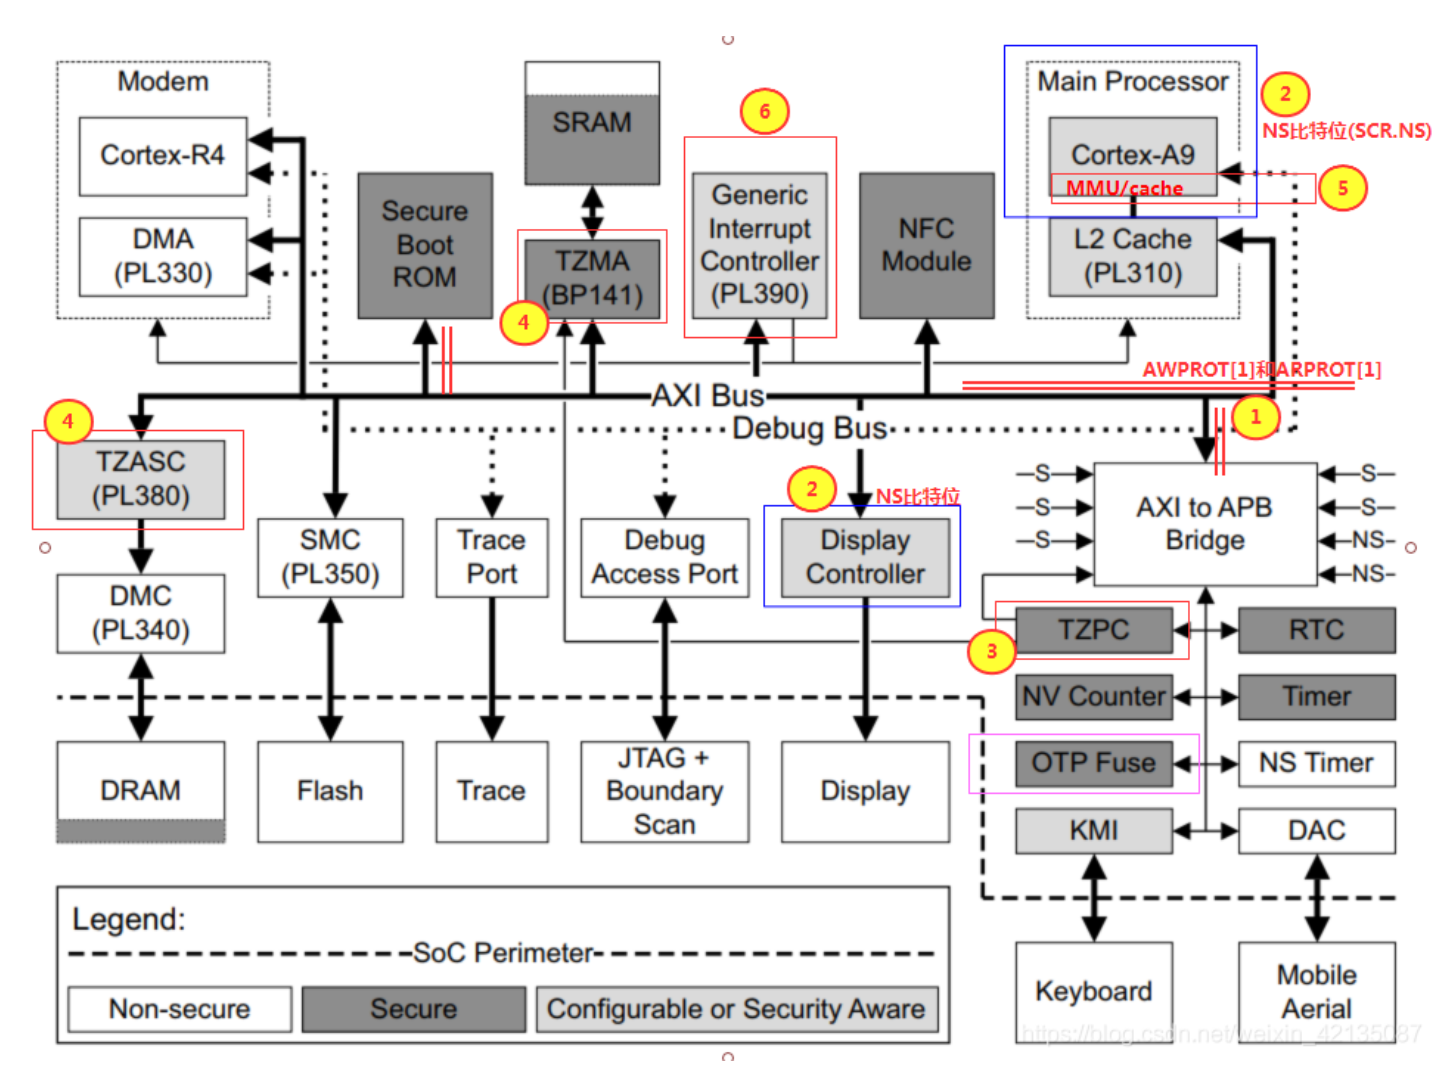 Modem
Cortex-R4
DMA
(PL330)
Secure
Boot
ROM
SRAM
TZMA
(BP141)
4
6
Generic
Interrupt
Controller
(PL390)
NFC
Module
Main Processor
Cortex-A9
MMU/cache
L2 Cache
(PL310)
2
NS比特位(SCR.NS)
5
AWPROT[1]和ARPROT[1]
1
AXI Bus
Debug Bus
4
TZASC
(PL380)
DMC
(PL340)
SMC
(PL350)
Trace
Port
Debug
Access Port
2
NS比特位
Display
Controller
S
S
S
AXI to APB
Bridge
S
S
NS
NS
3
TZPC
RTC
NV Counter
Timer
OTP Fuse
NS Timer
KMI
DAC
DRAM
Flash
Trace
JTAG +
Boundary
Scan
Display
Keyboard
Mobile
Aerial
Legend:
SoC Perimeter
Non-secure
Secure
Configurable or Security Aware
https://blog.csdn.net/weixin_42135087